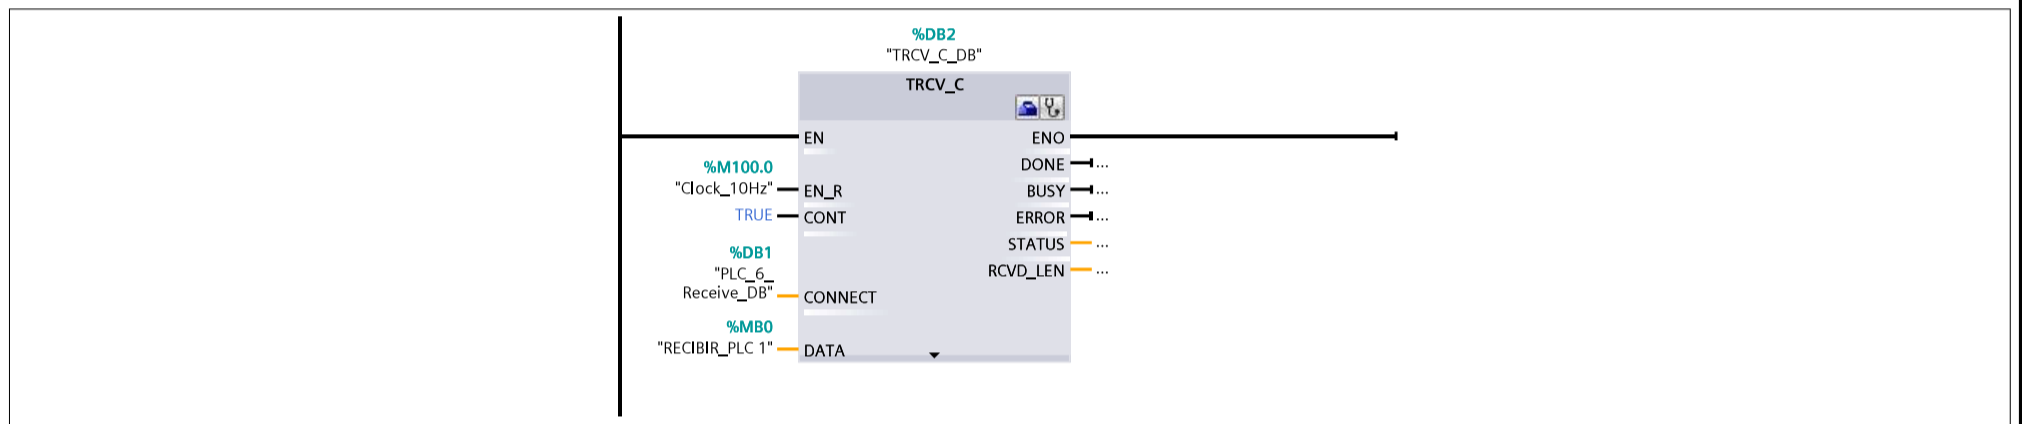 %DB2
"TRCV_C_DB"
TRCV_C
EN
ENO
DONE
...
%M100.0
"Clock_10Hz"
EN_R
BUSY
...
TRUE
CONT
ERROR
...
STATUS
...
%DB1
"PLC_6_
Receive_DB"
CONNECT
RCVD_LEN
...
%MB0
"RECIBIR_PLC 1"
DATA